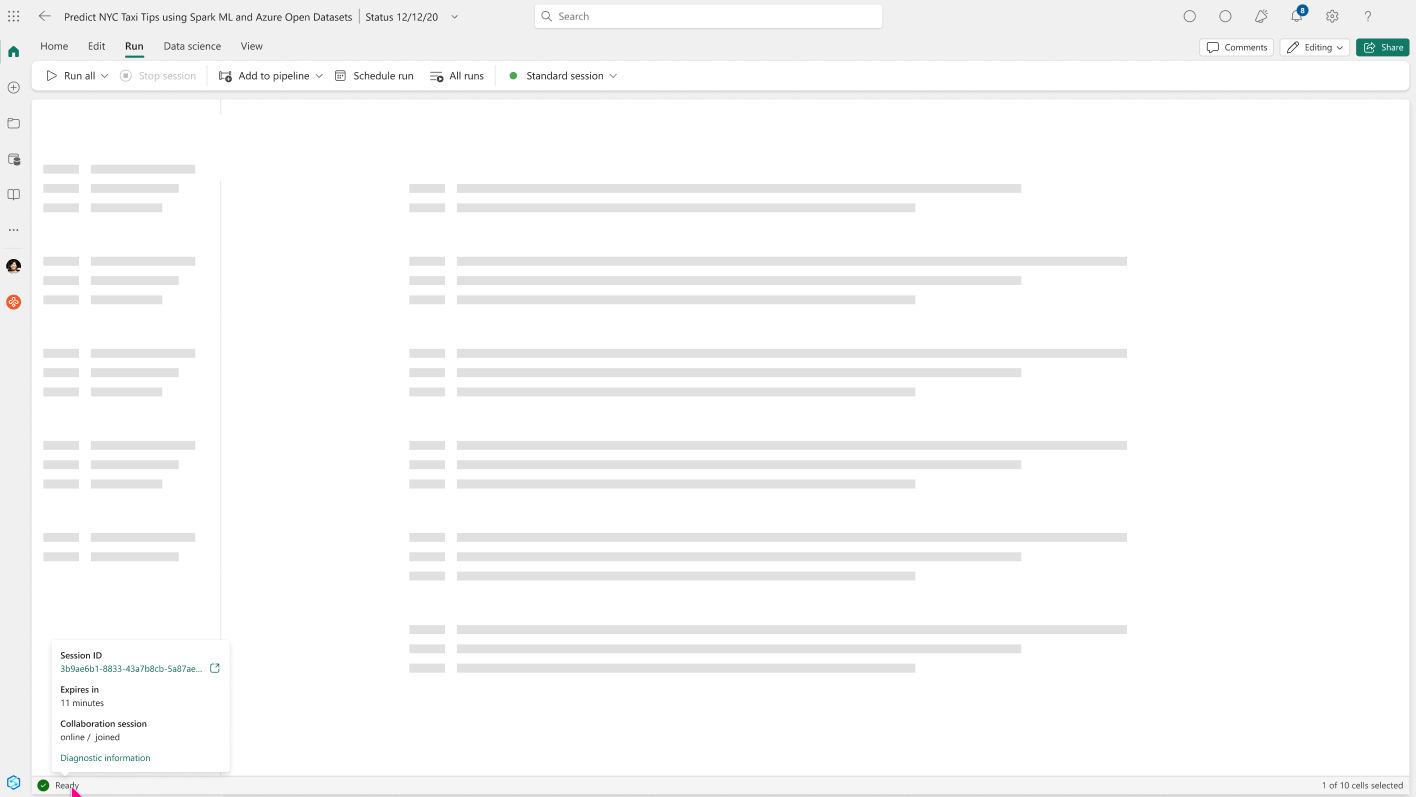 Predict NYC Taxi Tips using Spark ML and Azure Open Datasets
Status 12/12/20
Search
8
Home
Edit
Run
Data science
View
Comments
Editing
Share
Run all
Stop session
Add to pipeline
Schedule run
All runs
Standard session
Session ID
3b9ae6b1-8833-43a7b8cb-5a87ae...
Expires in
11 minutes
Collaboration session
online / joined
Diagnostic information
Ready
1 of 10 cells selected